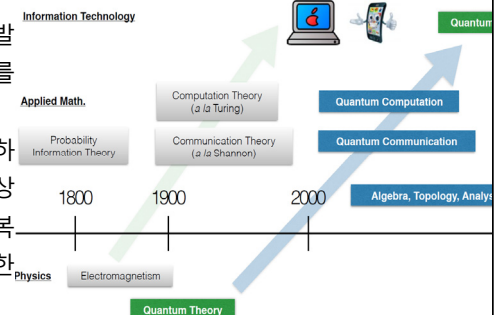 발
를
하
상
복
한
Information Technology
Quantum
Applied Math.
Computation Theory
(a la Turing)
Quantum Computation
Probability
Information Theory
Communication Theory
(a la Shannon)
Quantum Communication
1800
1900
2000
Algebra, Topology, Analys
Physics
Electromagnetism
Quantum Theory